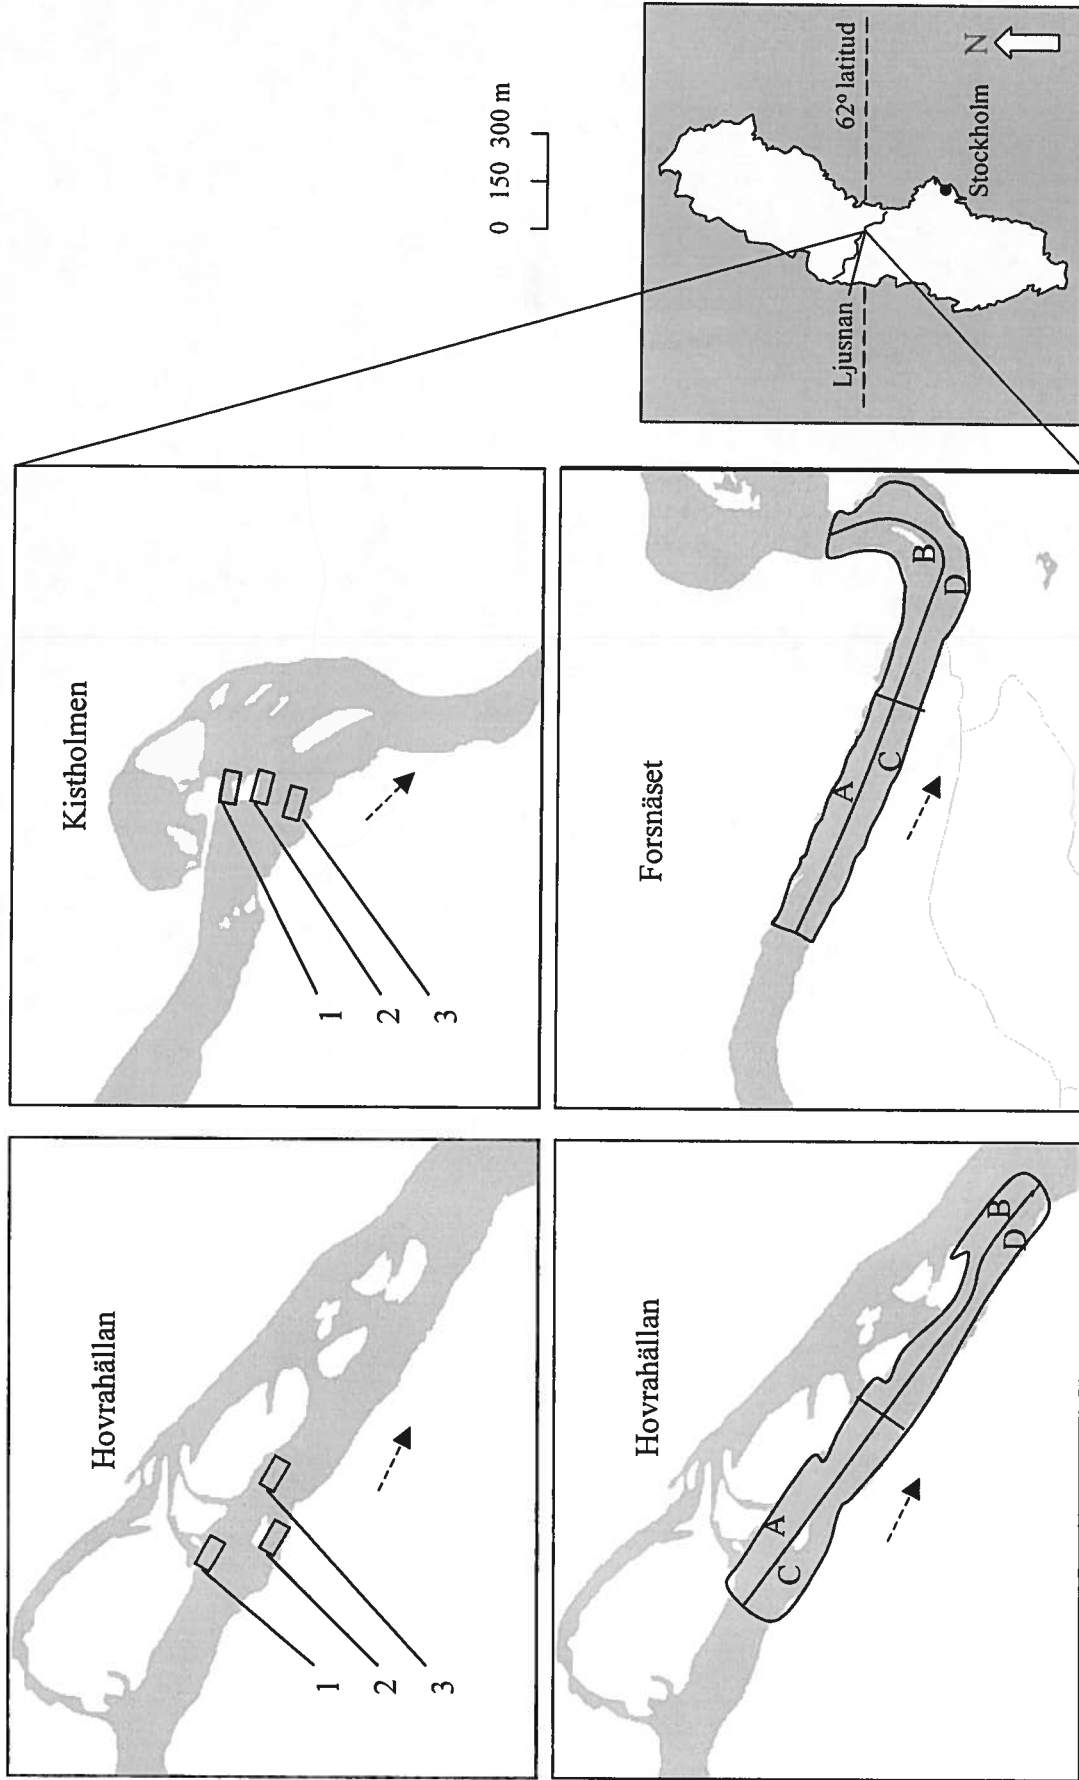 Hovrahällan
1
2
3
Kistholmen
1
2
3
0 150 300 m
Hovrahällan
A
B
C
D
Forsnäset
A
B
C
D
Ljusnan
62° latitud
N
Stockholm